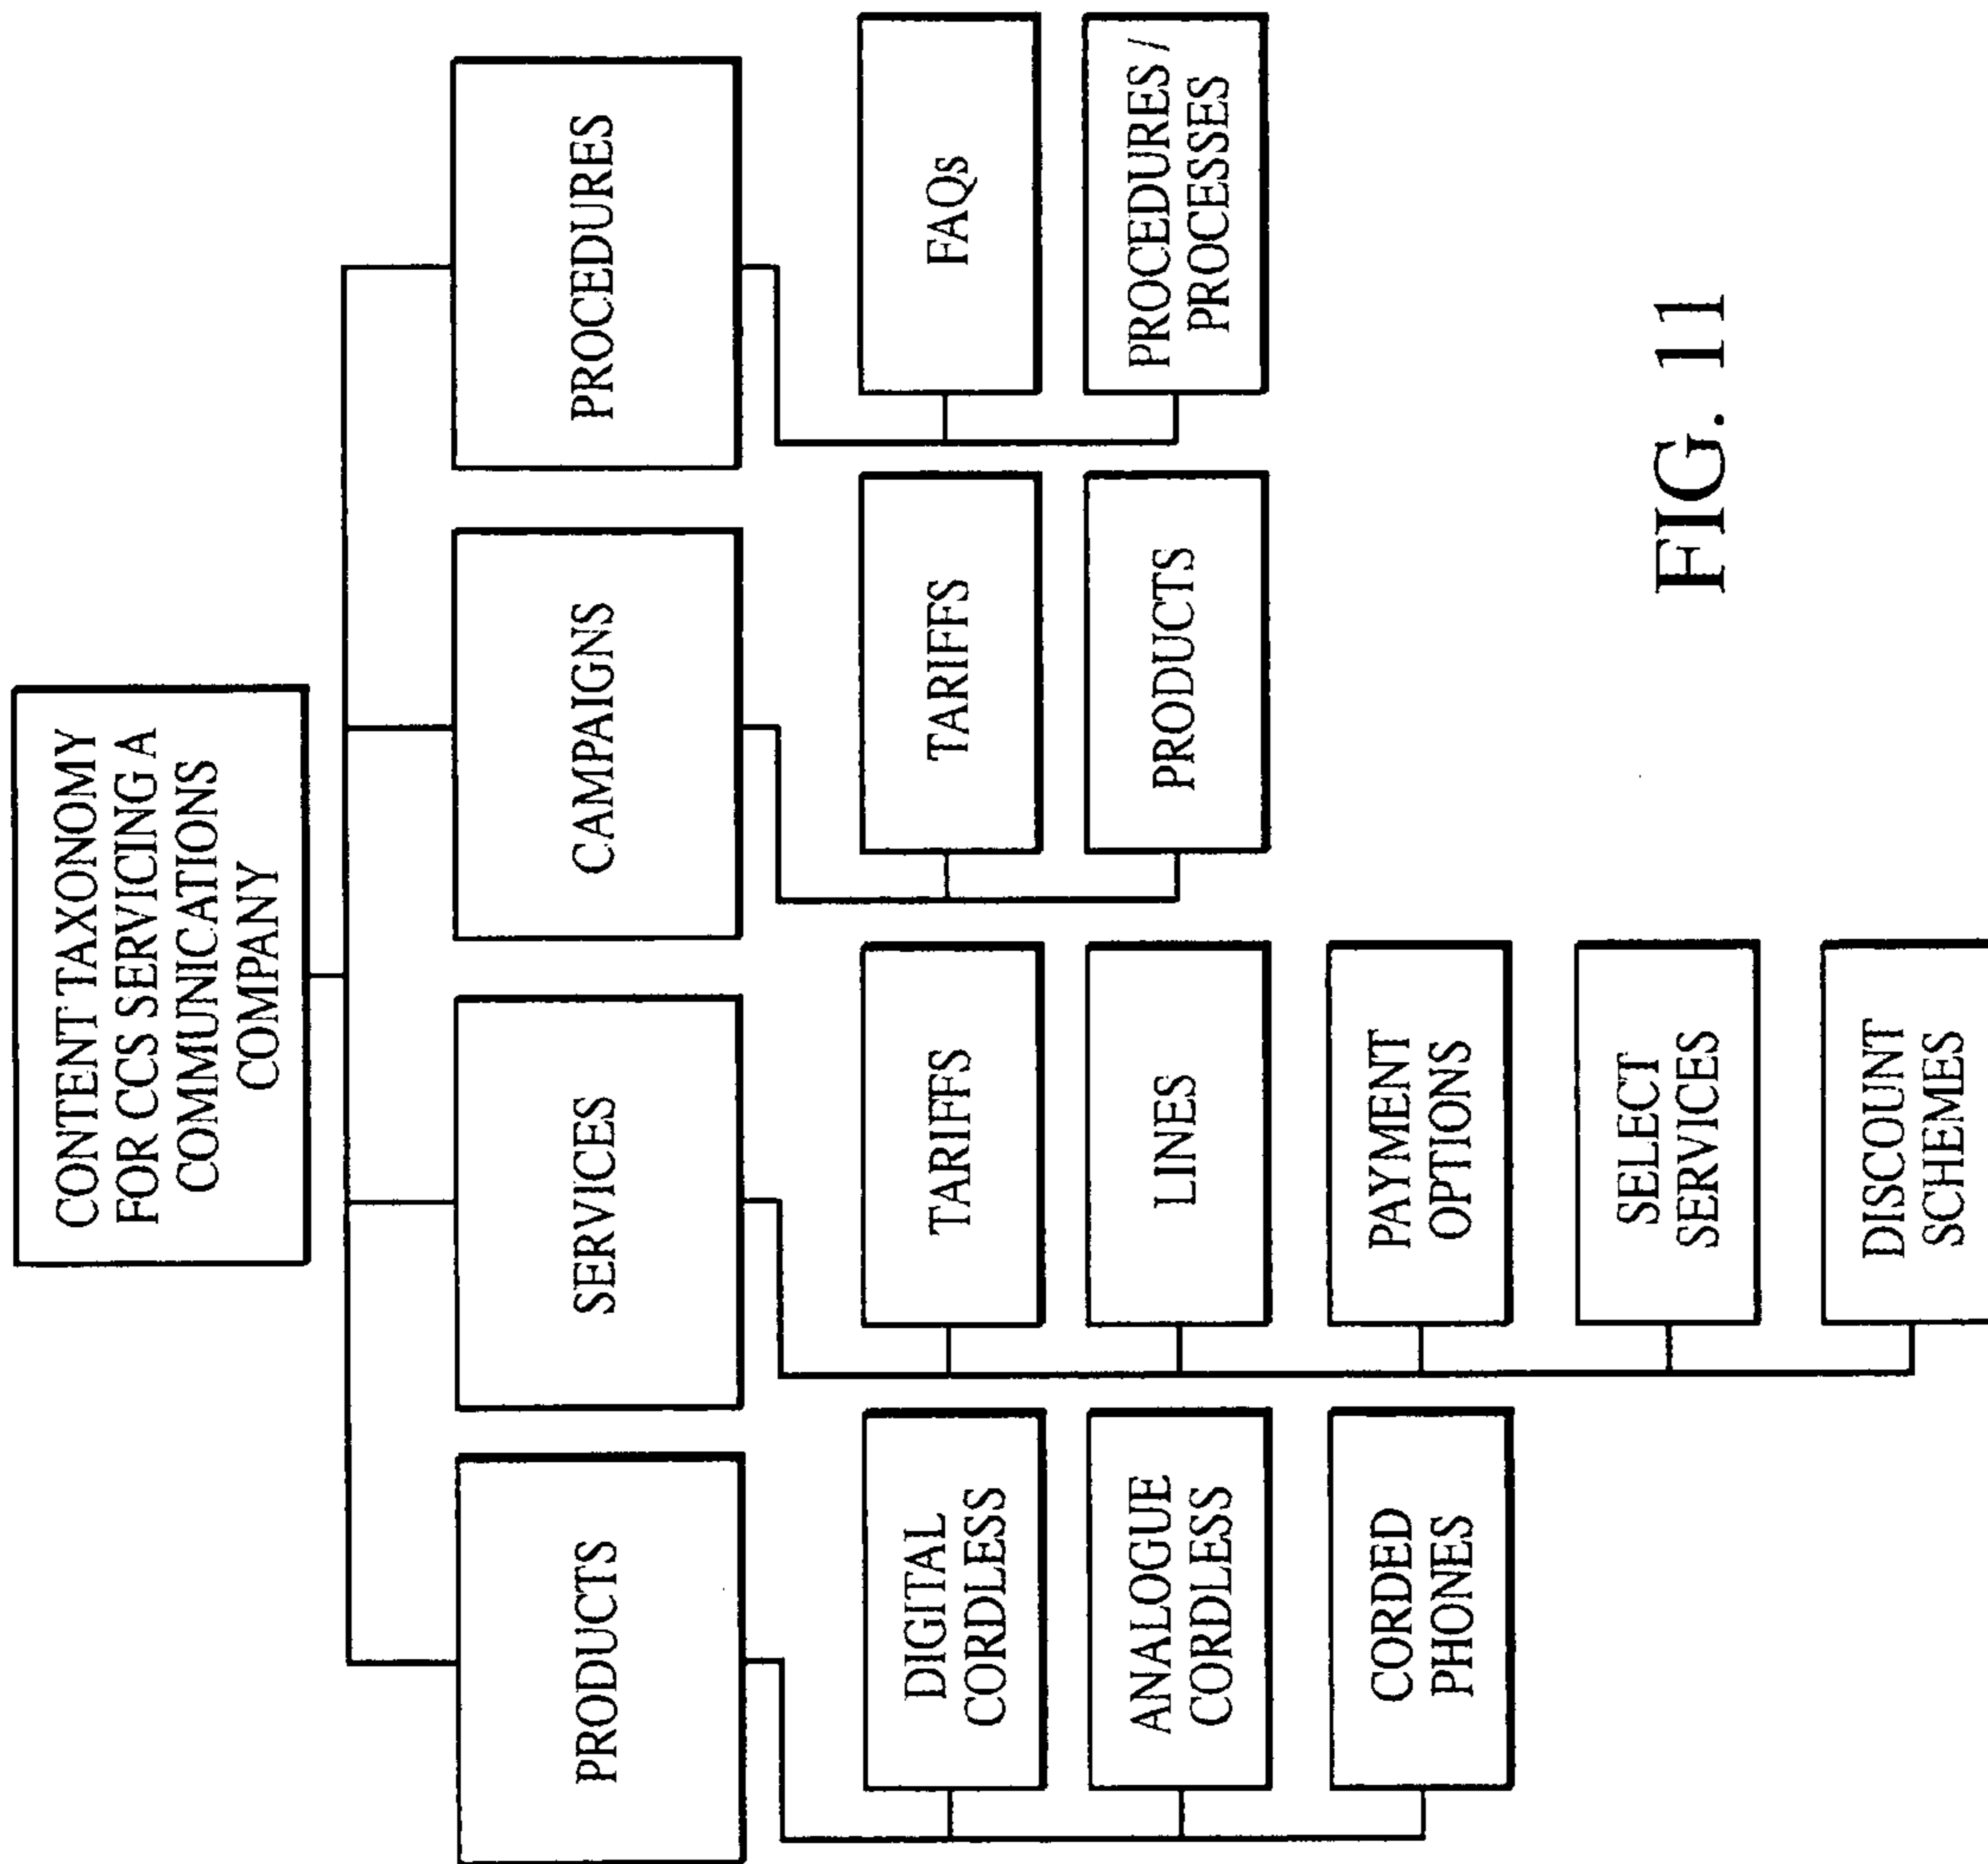 CONTENT TAXONOMY
FOR CCS SERVICING A
COMMUNICATIONS
COMPANY
PRODUCTS
SERVICES
CAMPAIGNS
PROCEDURES
DIGITAL
CORDLESS
ANALOGUE
CORDLESS
CORDED
PHONES
TARIFFS
LINES
PAYMENT
OPTIONS
SELECT
SERVICES
DISCOUNT
SCHEMES
TARIFFS
PRODUCTS
FAQs
PROCEDURES /
PROCESSES
FIG. 11